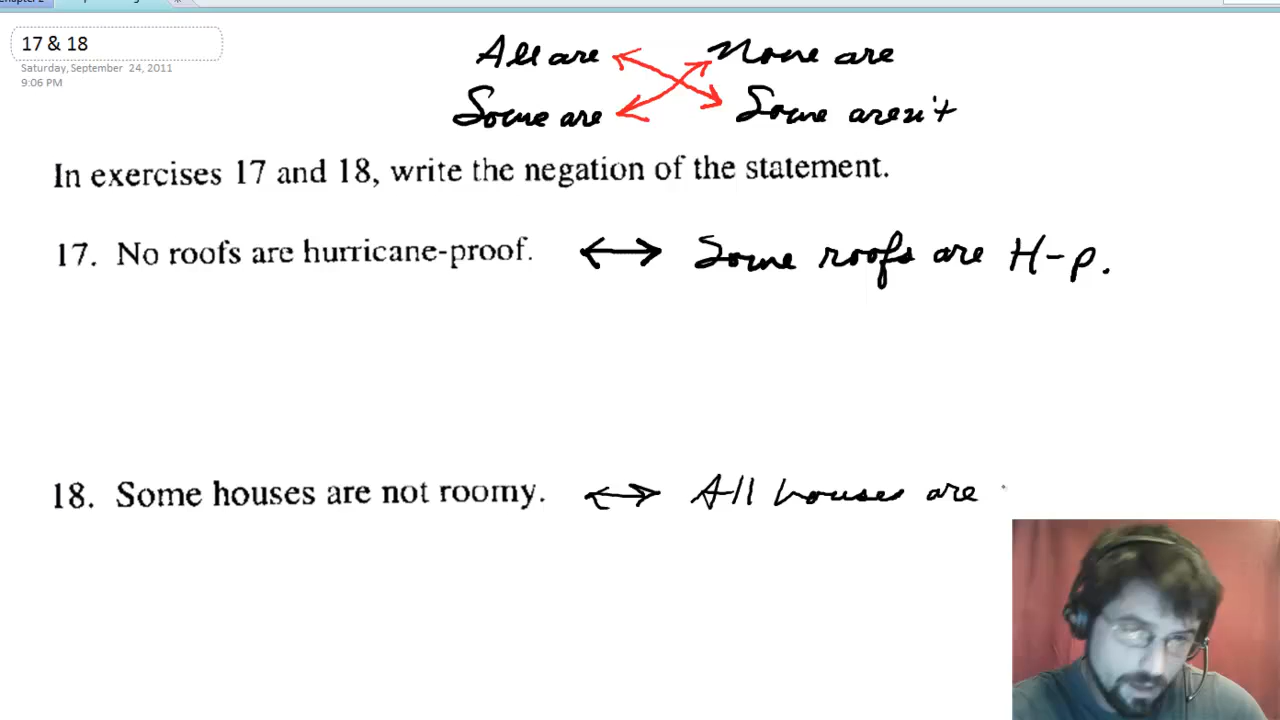 17 & 18
Saturday, September 24, 2011
9:06 PM
All are None are
Some are Some aren't
In exercises 17 and 18, write the negation of the statement.
17. No roofs are hurricane-proof. Some roofs are H-p.
18. Some houses are not roomy. All houses are